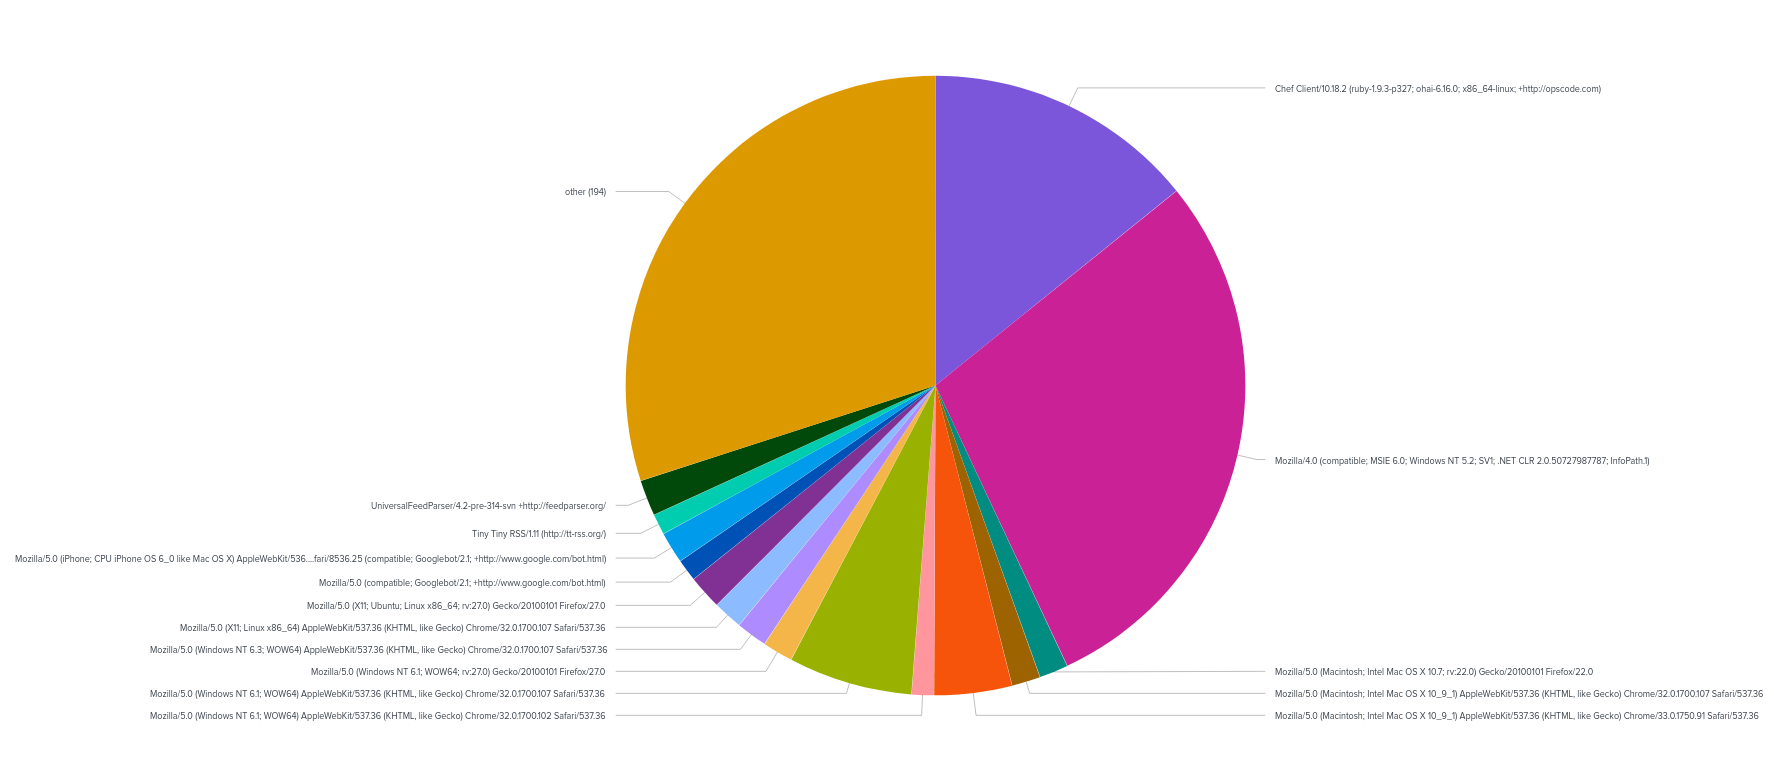 Chef Client/10.18.2 (ruby-1.9.3-p327; ohai-6.16.0; x86_64-linux; +http://opscode.com)
other (194)
Mozilla/4.0 (compatible; MSIE 6.0; Windows NT 5.2; SV1; .NET CLR 2.0.50727987787; InfoPath.1)
UniversalFeedParser/4.2-pre-314-svn +http://feedparser.org/
Tiny Tiny RSS/1.11 (http://tt-rss.org/)
Mozilla/5.0 (iPhone; CPU iPhone OS 6_0 like Mac OS X) AppleWebKit/536....fari/8536.25 (compatible; Googlebot/2.1; +http://www.google.com/bot.html)
Mozilla/5.0 (compatible; Googlebot/2.1; +http://www.google.com/bot.html)
Mozilla/5.0 (X11; Ubuntu; Linux x86_64; rv:27.0) Gecko/20100101 Firefox/27.0
Mozilla/5.0 (X11; Linux x86_64) AppleWebKit/537.36 (KHTML, like Gecko) Chrome/32.0.1700.107 Safari/537.36
Mozilla/5.0 (Windows NT 6.3; WOW64) AppleWebKit/537.36 (KHTML, like Gecko) Chrome/32.0.1700.107 Safari/537.36
Mozilla/5.0 (Windows NT 6.1; WOW64; rv:27.0) Gecko/20100101 Firefox/27.0
Mozilla/5.0 (Windows NT 6.1; WOW64) AppleWebKit/537.36 (KHTML, like Gecko) Chrome/32.0.1700.107 Safari/537.36
Mozilla/5.0 (Windows NT 6.1; WOW64) AppleWebKit/537.36 (KHTML, like Gecko) Chrome/32.0.1700.102 Safari/537.36
Mozilla/5.0 (Macintosh; Intel Mac OS X 10.7; rv:22.0) Gecko/20100101 Firefox/22.0
Mozilla/5.0 (Macintosh; Intel Mac OS X 10_9_1) AppleWebKit/537.36 (KHTML, like Gecko) Chrome/32.0.1700.107 Safari/537.36
Mozilla/5.0 (Macintosh; Intel Mac OS X 10_9_1) AppleWebKit/537.36 (KHTML, like Gecko) Chrome/33.0.1750.91 Safari/537.36